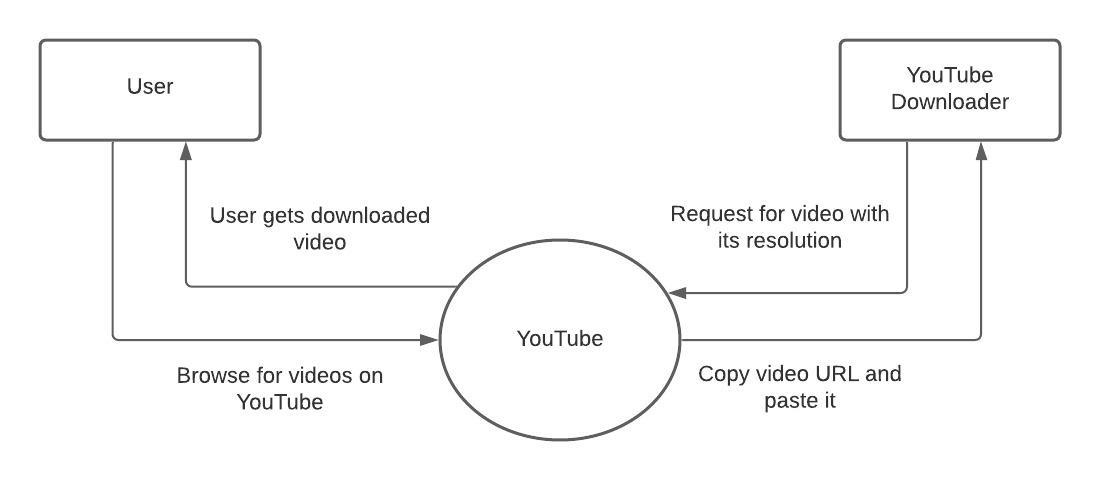 User
YouTube
Downloader
User gets downloaded
video
Request for video with
its resolution
YouTube
Browse for videos on
YouTube
Copy video URL and
paste it